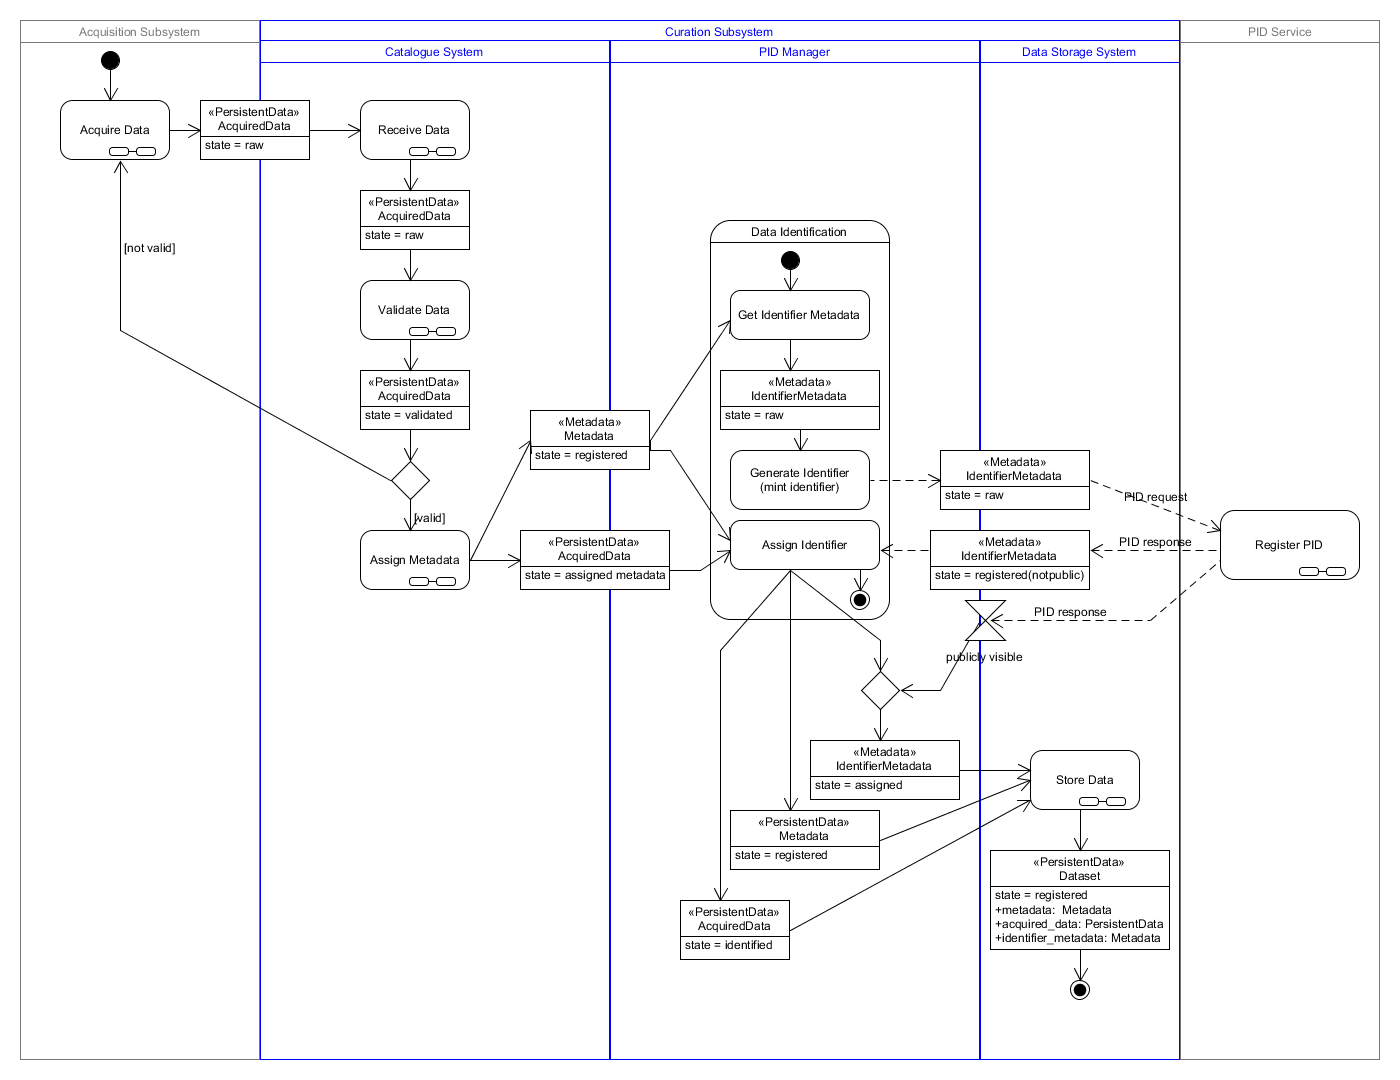 Acquisition Subsystem
Curation Subsystem
PID Service
Catalogue System
PID Manager
Data Storage System
Acquire Data
«PersistentData»
AcquiredData
state = raw
Receive Data
«PersistentData»
AcquiredData
state = raw
[not valid]
Validate Data
«PersistentData»
AcquiredData
state = validated
[valid]
Assign Metadata
«Metadata»
Metadata
state = registered
«PersistentData»
AcquiredData
state = assigned metadata
Data Identification
Get Identifier Metadata
«Metadata»
IdentifierMetadata
state = raw
Generate Identifier
(mint identifier)
Assign Identifier
«Metadata»
IdentifierMetadata
state = raw
PID request
«Metadata»
IdentifierMetadata
state = registered(notpublic)
PID response
Register PID
PID response
publicly visible
«Metadata»
IdentifierMetadata
state = assigned
Store Data
«PersistentData»
Metadata
state = registered
«PersistentData»
AcquiredData
state = identified
«PersistentData»
Dataset
state = registered
+metadata:  Metadata
+acquired_data: PersistentData
+identifier_metadata: Metadata